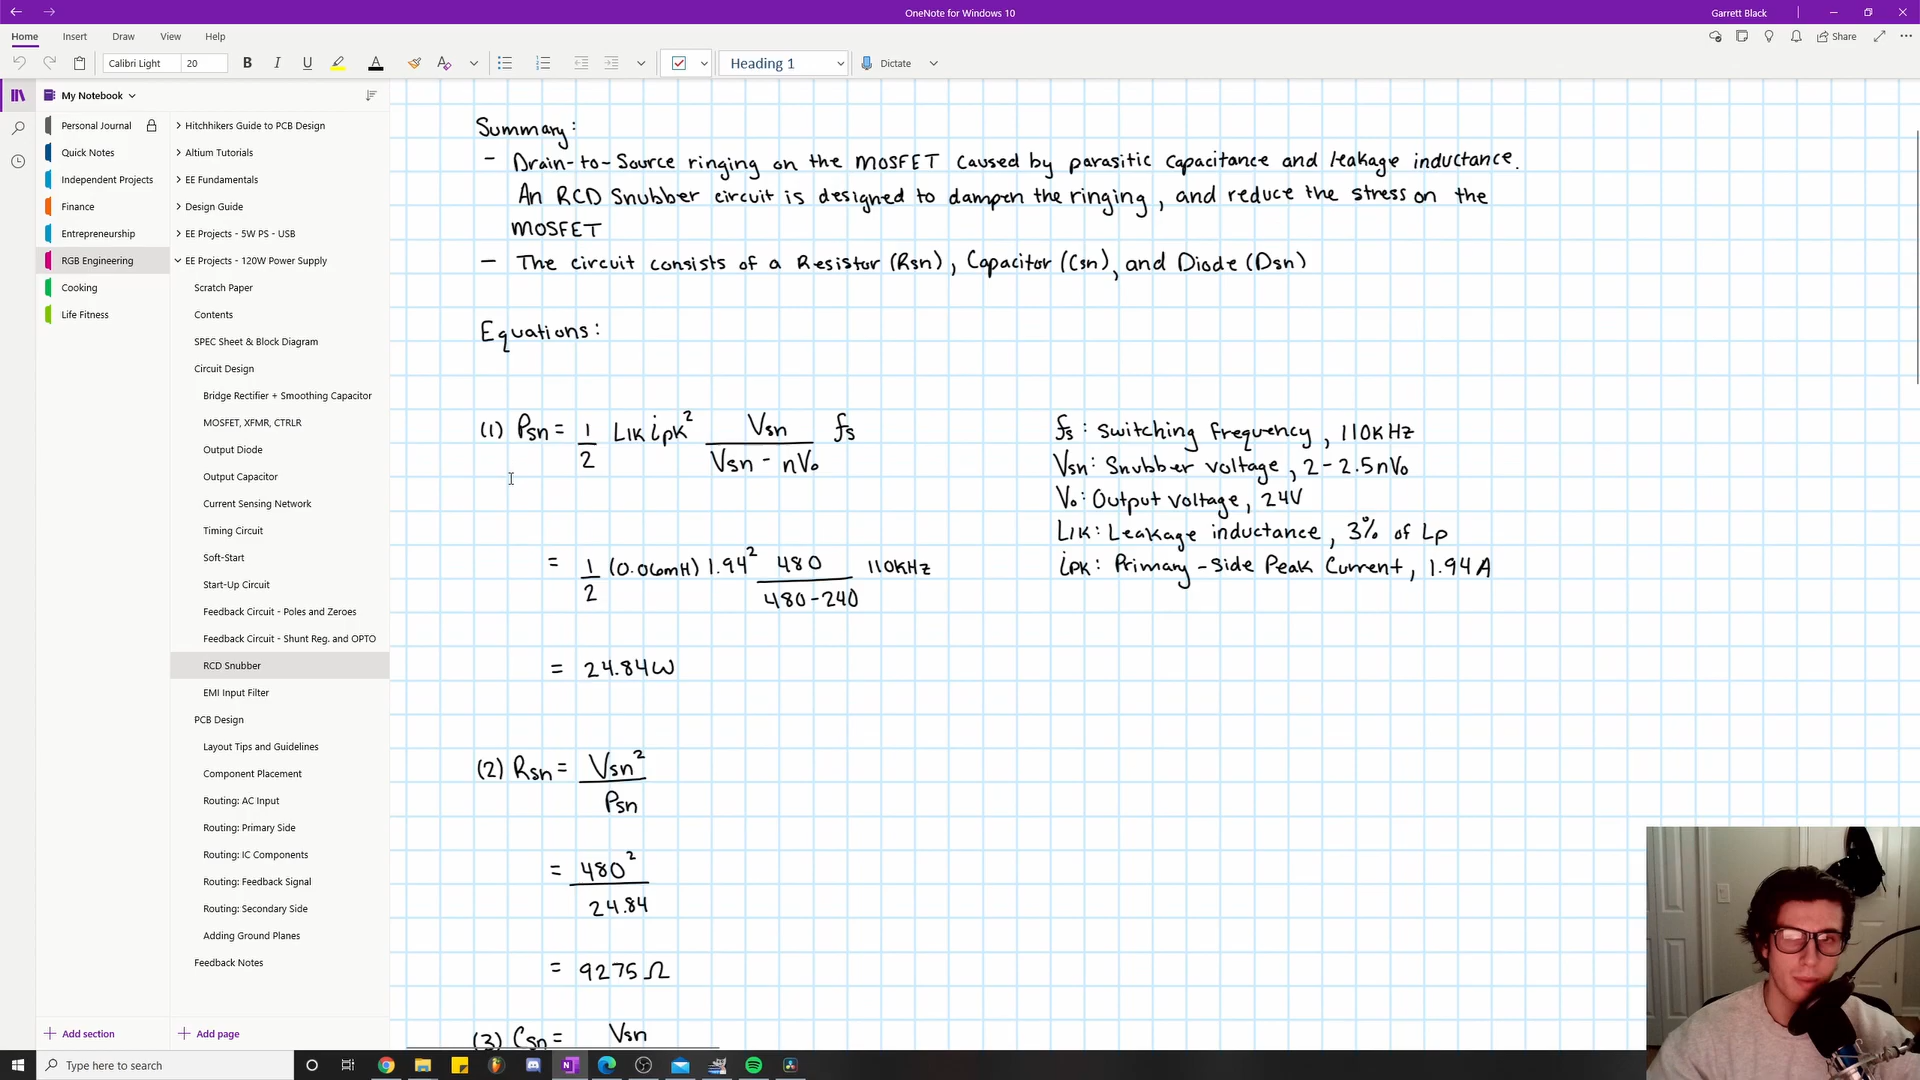 OneNote for Windows 10
Garrett Black
Home
Insert
Draw
View
Help
Share
Calibri Light
20
B
I
U
A
Heading 1
Dictate
My Notebook
Personal Journal
Quick Notes
Independent Projects
Finance
Entrepreneurship
RGB Engineering
Cooking
Life Fitness
Add section
Hitchhikers Guide to PCB Design
Altium Tutorials
EE Fundamentals
Design Guide
EE Projects - 5W PS - USB
EE Projects - 120W Power Supply
Scratch Paper
Contents
SPEC Sheet & Block Diagram
Circuit Design
Bridge Rectifier + Smoothing Capacitor
MOSFET, XFMR, CTRLR
Output Diode
Output Capacitor
Current Sensing Network
Timing Circuit
Soft-Start
Start-Up Circuit
Feedback Circuit - Poles and Zeroes
Feedback Circuit - Shunt Reg. and OPTO
RCD Snubber
EMI Input Filter
PCB Design
Layout Tips and Guidelines
Component Placement
Routing: AC Input
Routing: Primary Side
Routing: IC Components
Routing: Feedback Signal
Routing: Secondary Side
Adding Ground Planes
Feedback Notes
Add page
Summary:
- Drain-to-Source ringing on the MOSFET caused by parasitic capacitance and leakage inductance.
An RCD Snubber circuit is designed to dampen the ringing, and reduce the stress on the
MOSFET
- The circuit consists of a Resistor (Rsn), Capacitor (Csn), and Diode (Dsn)
Equations:
(1) Psn = 1/2 Llk ipk² Vsn/(Vsn - nVo) fs
= 1/2 (0.06mH) 1.94² 480/(480-240) 110KHz
= 24.84W
fs: Switching Frequency, 110KHz
Vsn: Snubber voltage, 2-2.5nVo
Vo: Output voltage, 24V
Llk: Leakage inductance, 3% of Lp
ipk: Primary-Side Peak Current, 1.94A
(2) Rsn = Vsn²/Psn
= 480²/24.84
= 9275Ω
(3) Csn = Vsn
Type here to search